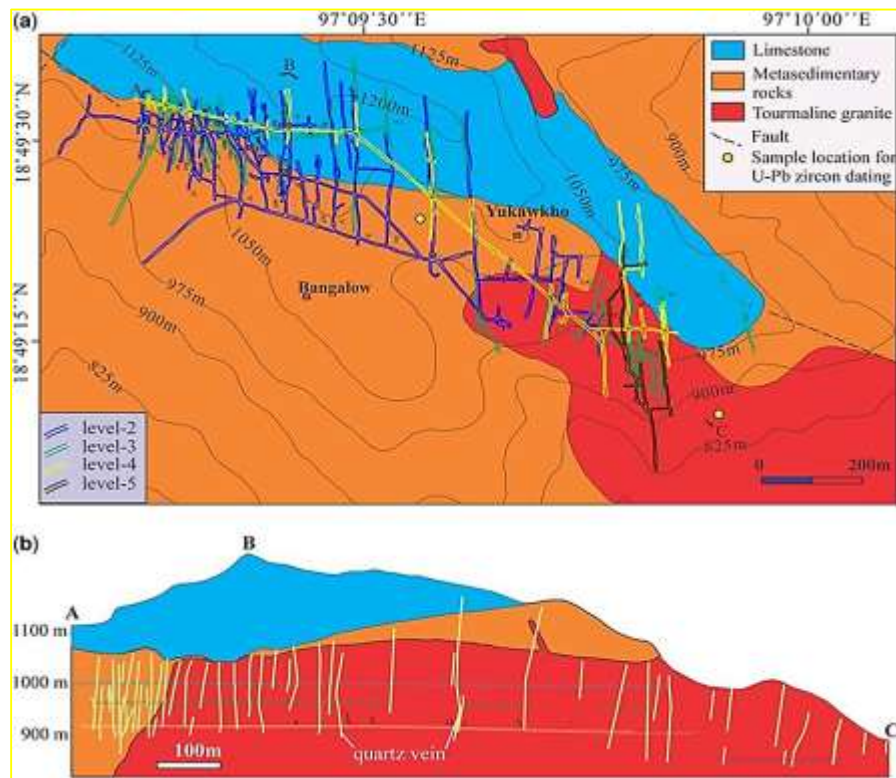 (a)
97°09′30″E
97°10′00″E
18°49′30″N
18°49′15″N
1125m
B
1125m
1200m
Limestone
Metasedimentary
rocks
Tourmaline granite
Fault
Sample location for
U-Pb zircon dating
900m
975m
1050m
1050m
975m
900m
825m
Yukawkho
Bangalow
975m
900m
C
825m
level-2
level-3
level-4
level-5
0 200m
(b)
B
A
1100 m
1000 m
900 m
100m
quartz vein
C